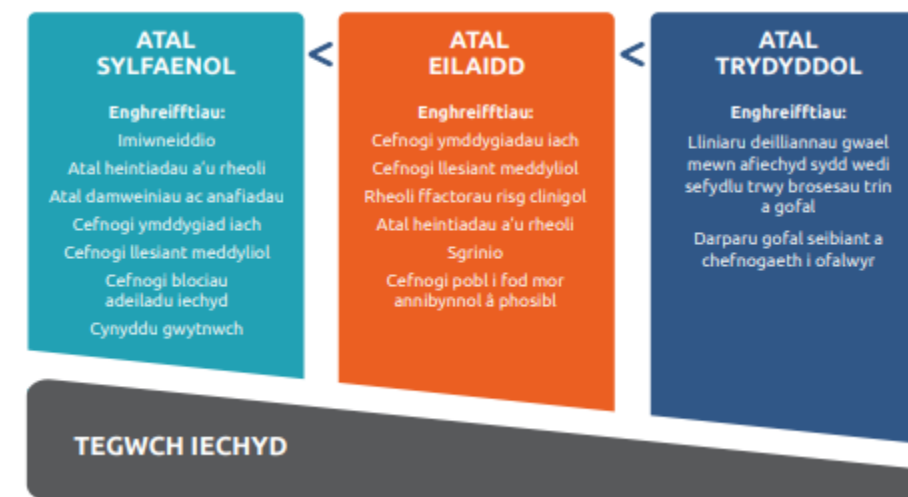 ATAL
SYLFAENOL
Enghreifftiau:
Imiwneiddio
Atal heintiadau a'u rheoli
Atal damweiniau ac anafiadau
Cefnogi ymddygiad iach
Cefnogi llesiant meddyliol
Cefnogi blociau
adeiladu iechyd
Cynyddu gwytnwch
<
ATAL
EILAIDD
Enghreifftiau:
Cefnogi ymddygiadau iach
Cefnogi llesiant meddyliol
Rheoli ffactorau risg clinigol
Atal heintiadau a'u rheoli
Sgrinio
Cefnogi pobl i fod mor
annibynnol â phosibl
<
ATAL
TRYDYDDOL
Enghreifftiau:
Lliniaru deilliannau gwael
mewn afiechyd sydd wedi
sefydlu trwy brosesau trin
a gofal
Darparu gofal seibiant a
chefnogaeth i ofalwyr
TEGWCH IECHYD